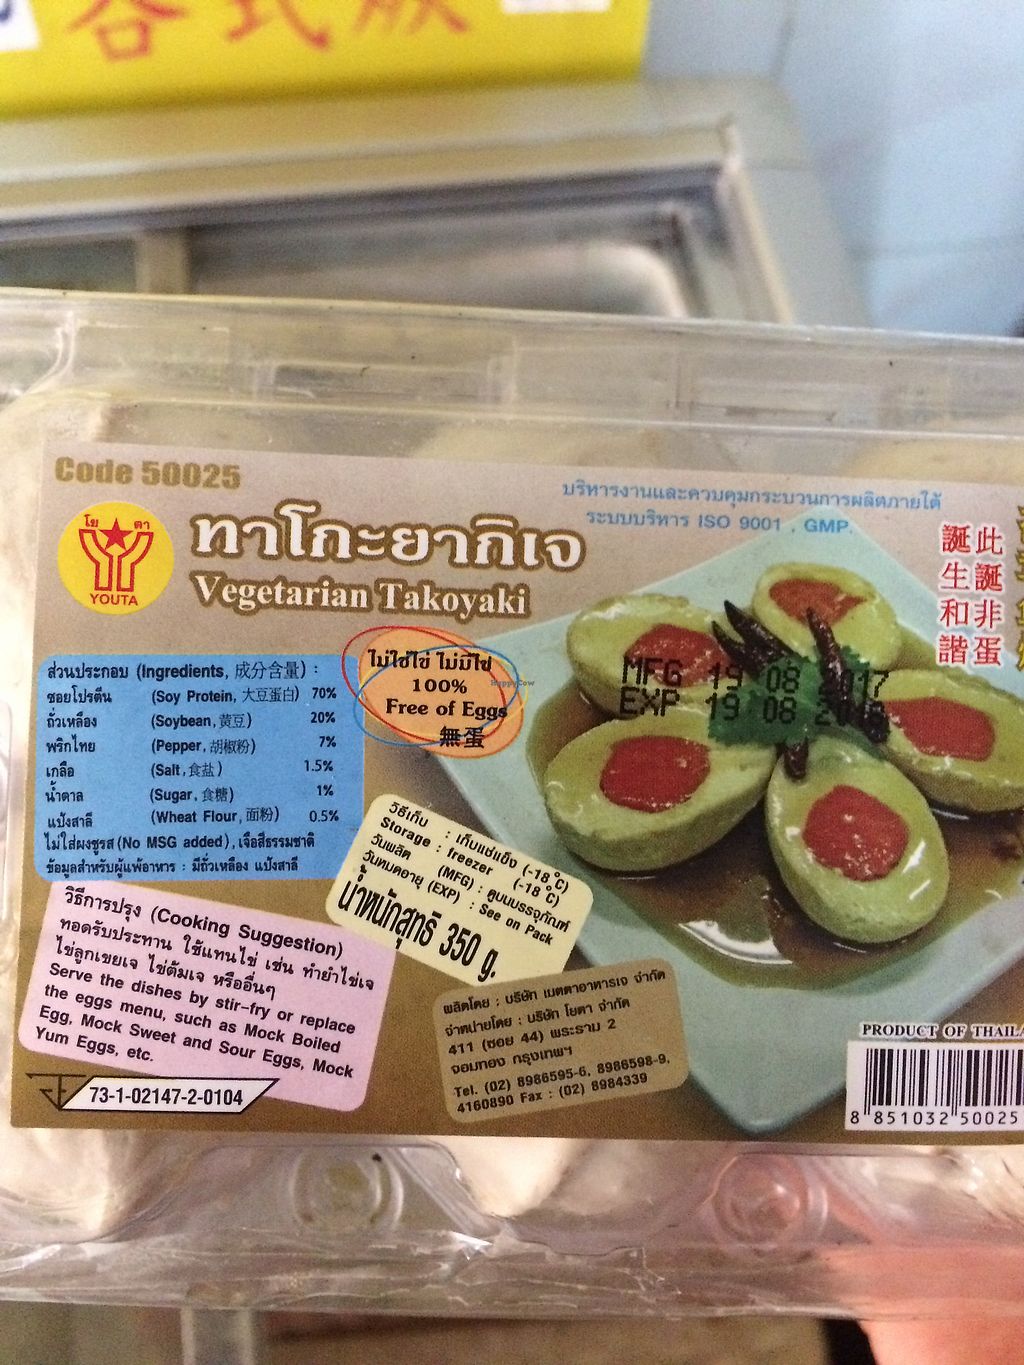 各式
Code 50025
โย ตา
YOUTA
ทาโกะยากิเจ
Vegetarian Takoyaki
บริหารงานและควบคุมกระบวนการผลิตภายใต้
ระบบบริหาร ISO 9001 , GMP.
此誕非蛋
誕生和諧
ส่วนประกอบ (Ingredients, 成分含量) :
ซอยโปรตีน (Soy Protein, 大豆蛋白) 70%
ถั่วเหลือง (Soybean, 黄豆) 20%
พริกไทย (Pepper, 胡椒粉) 7%
เกลือ (Salt, 食盐) 1.5%
น้ำตาล (Sugar, 食糖) 1%
แป้งสาลี (Wheat Flour, 面粉) 0.5%
ไม่ใส่ผงชูรส (No MSG added), เจือสีธรรมชาติ
ข้อมูลสำหรับผู้แพ้อาหาร : มีถั่วเหลือง แป้งสาลี
ไม่ใช่ไข่ ไม่มีไข่
100%
Free of Eggs
無蛋
HappyCow
MFG 19 08 2017
EXP 19 08 2018
วิธีเก็บ : เก็บแช่แข็ง (-18 °C)
Storage : freezer (-18 °C)
วันผลิต (MFG) : ดูบนบรรจุภัณฑ์
วันหมดอายุ (EXP) : See on Pack
น้ำหนักสุทธิ 350 g.
วิธีการปรุง (Cooking Suggestion)
ทอดรับประทาน ใช้แทนไข่ เช่น ทำยำไข่เจ
ไข่ลูกเขยเจ ไข่ต้มเจ หรืออื่นๆ
Serve the dishes by stir-fry or replace
the eggs menu, such as Mock Boiled
Egg, Mock Sweet and Sour Eggs, Mock
Yum Eggs, etc.
73-1-02147-2-0104
ผลิตโดย : บริษัท เมตตาอาหารเจ จำกัด
จำหน่ายโดย : บริษัท โยตา จำกัด
411 (ซอย 44) พระราม 2
จอมทอง กรุงเทพฯ
Tel. (02) 8986595-6, 8986598-9,
4160890 Fax : (02) 8984339
PRODUCT OF THAILA
8 851032 50025